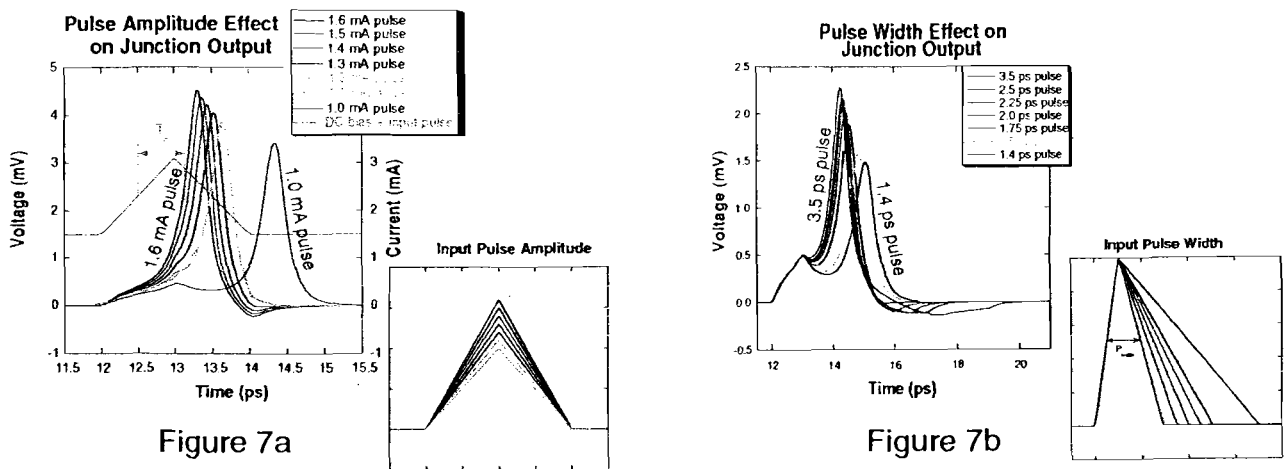 Pulse Amplitude Effect
on Junction Output
1.6 mA pulse
1.5 mA pulse
1.4 mA pulse
1.3 mA pulse
1.0 mA pulse
DC bias + input pulse
5
4
3
2
1
0
-1
Voltage (mV)
1.6 mA pulse
1.0 mA pulse
3
2
1
0
-1
Current (mA)
11.5 12 12.5 13 13.5 14 14.5 15 15.5
Time (ps)
Input Pulse Amplitude
Figure 7a
Pulse Width Effect on
Junction Output
3.5 ps pulse
2.5 ps pulse
2.25 ps pulse
2.0 ps pulse
1.75 ps pulse
1.4 ps pulse
2.5
2.0
1.5
1.0
0.5
0.0
-0.5
Voltage (mV)
3.5 ps pulse
1.4 ps pulse
12 14 16 18 20
Time (ps)
Input Pulse Width
Figure 7b